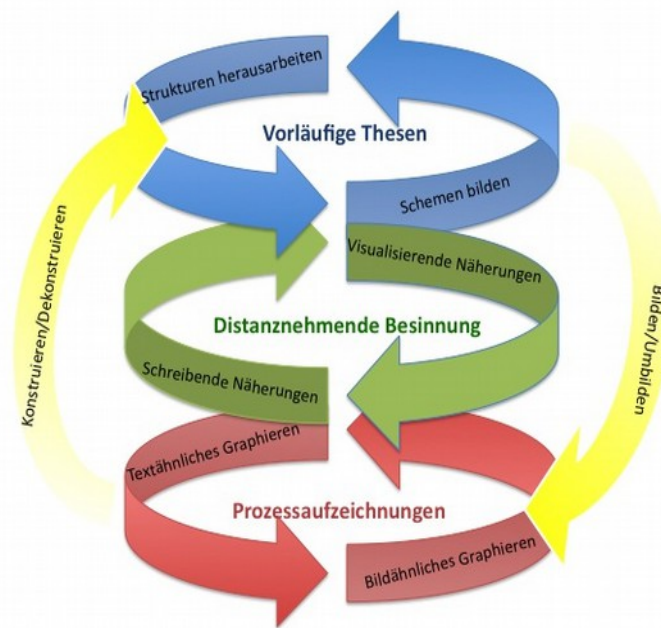 Strukturen herausarbeiten
Vorläufige Thesen
Schemen bilden
Visualisierende Näherungen
Konstruieren/Dekonstruieren
Bilden/Umbilden
Distanznehmende Besinnung
Schreibende Näherungen
Textähnliches Graphieren
Prozessaufzeichnungen
Bildähnliches Graphieren